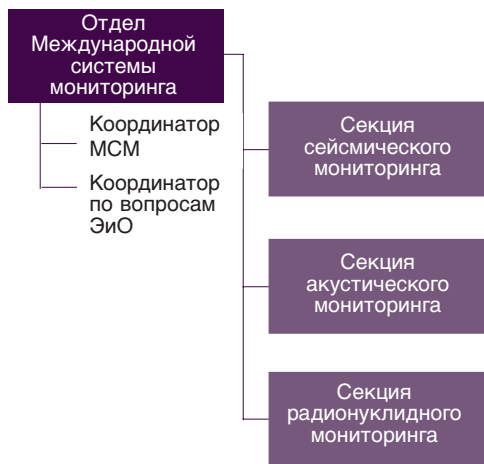 Отдел
Международной
системы
мониторинга
Координатор
МСМ
Координатор
по вопросам
ЭиО
Секция
сейсмического
мониторинга
Секция
акустического
мониторинга
Секция
радионуклидного
мониторинга